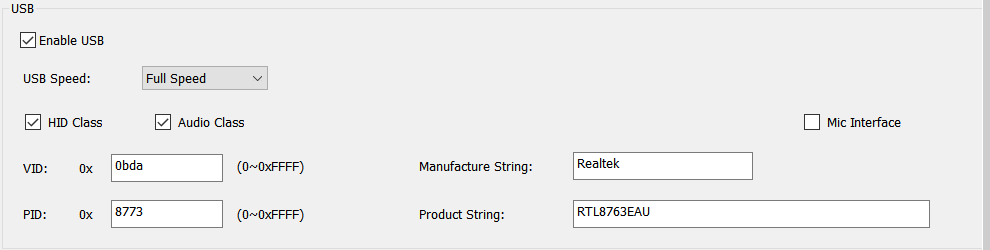 USB
Enable USB
USB Speed: Full Speed
HID Class Audio Class Mic Interface
VID: 0x 0bda (0~0xFFFF) Manufacture String: Realtek
PID: 0x 8773 (0~0xFFFF) Product String: RTL8763EAU